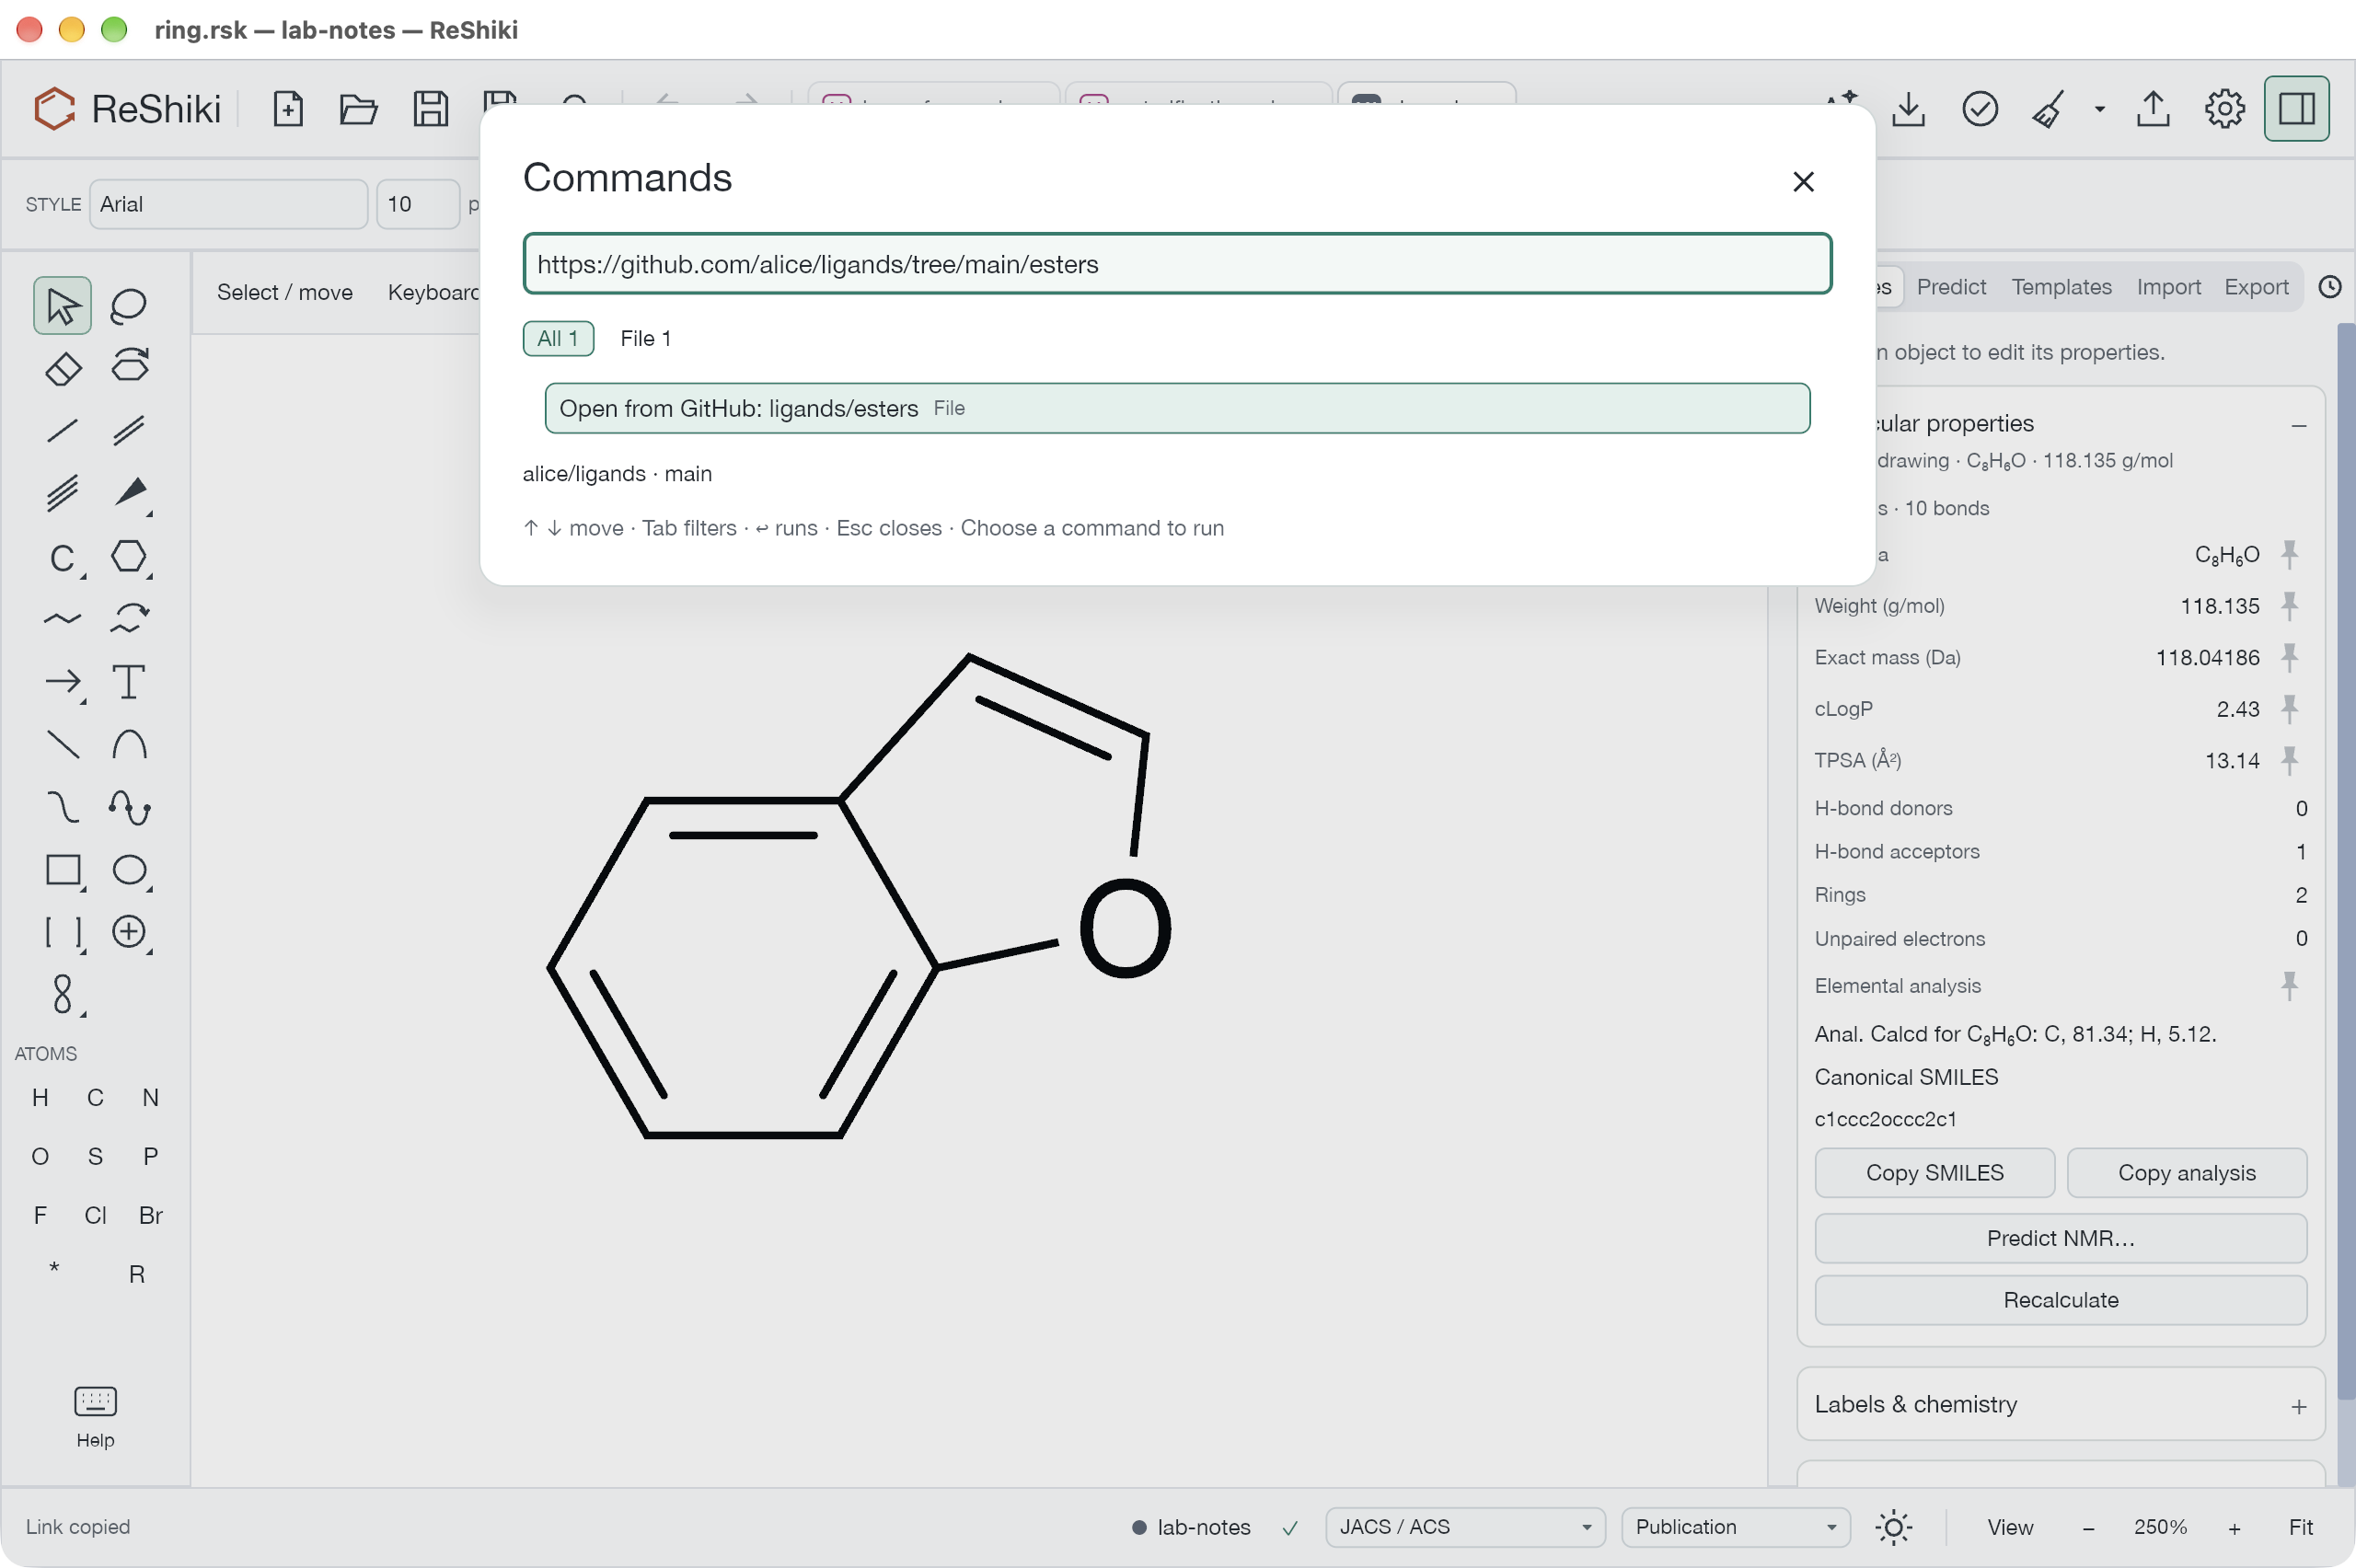 ring.rsk — lab-notes — ReShiki
ReShiki
STYLE Arial 10
Commands
https://github.com/alice/ligands/tree/main/esters
All 1 File 1
Open from GitHub: ligands/esters File
alice/ligands · main
↑ ↓ move · Tab filters · ↩ runs · Esc closes · Choose a command to run
Select / move
Predict Templates Import Export
object to edit its properties.
properties
drawing · C₈H₆O · 118.135 g/mol
· 10 bonds
C₈H₆O
Weight (g/mol) 118.135
Exact mass (Da) 118.04186
cLogP 2.43
TPSA (Å²) 13.14
H-bond donors 0
H-bond acceptors 1
Rings 2
Unpaired electrons 0
Elemental analysis
Anal. Calcd for C₈H₆O: C, 81.34; H, 5.12.
Canonical SMILES
c1ccc2occc2c1
Copy SMILES Copy analysis
Predict NMR...
Recalculate
Labels & chemistry
C
T
[ ]
O
ATOMS
H C N
O S P
F Cl Br
* R
Help
Link copied
lab-notes ✓ JACS / ACS Publication View − 250% + Fit